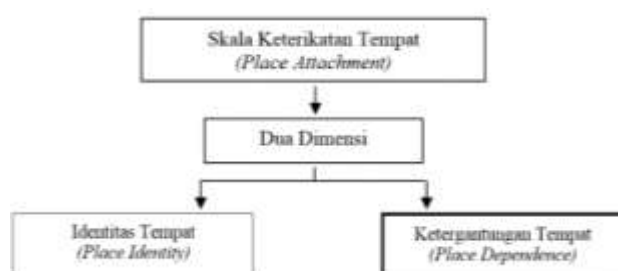 Skala Keterikatan Tempat
(Place Attachment)
Dua Dimensi
Identitas Tempat
(Place Identity)
Ketergantungan Tempat
(Place Dependence)